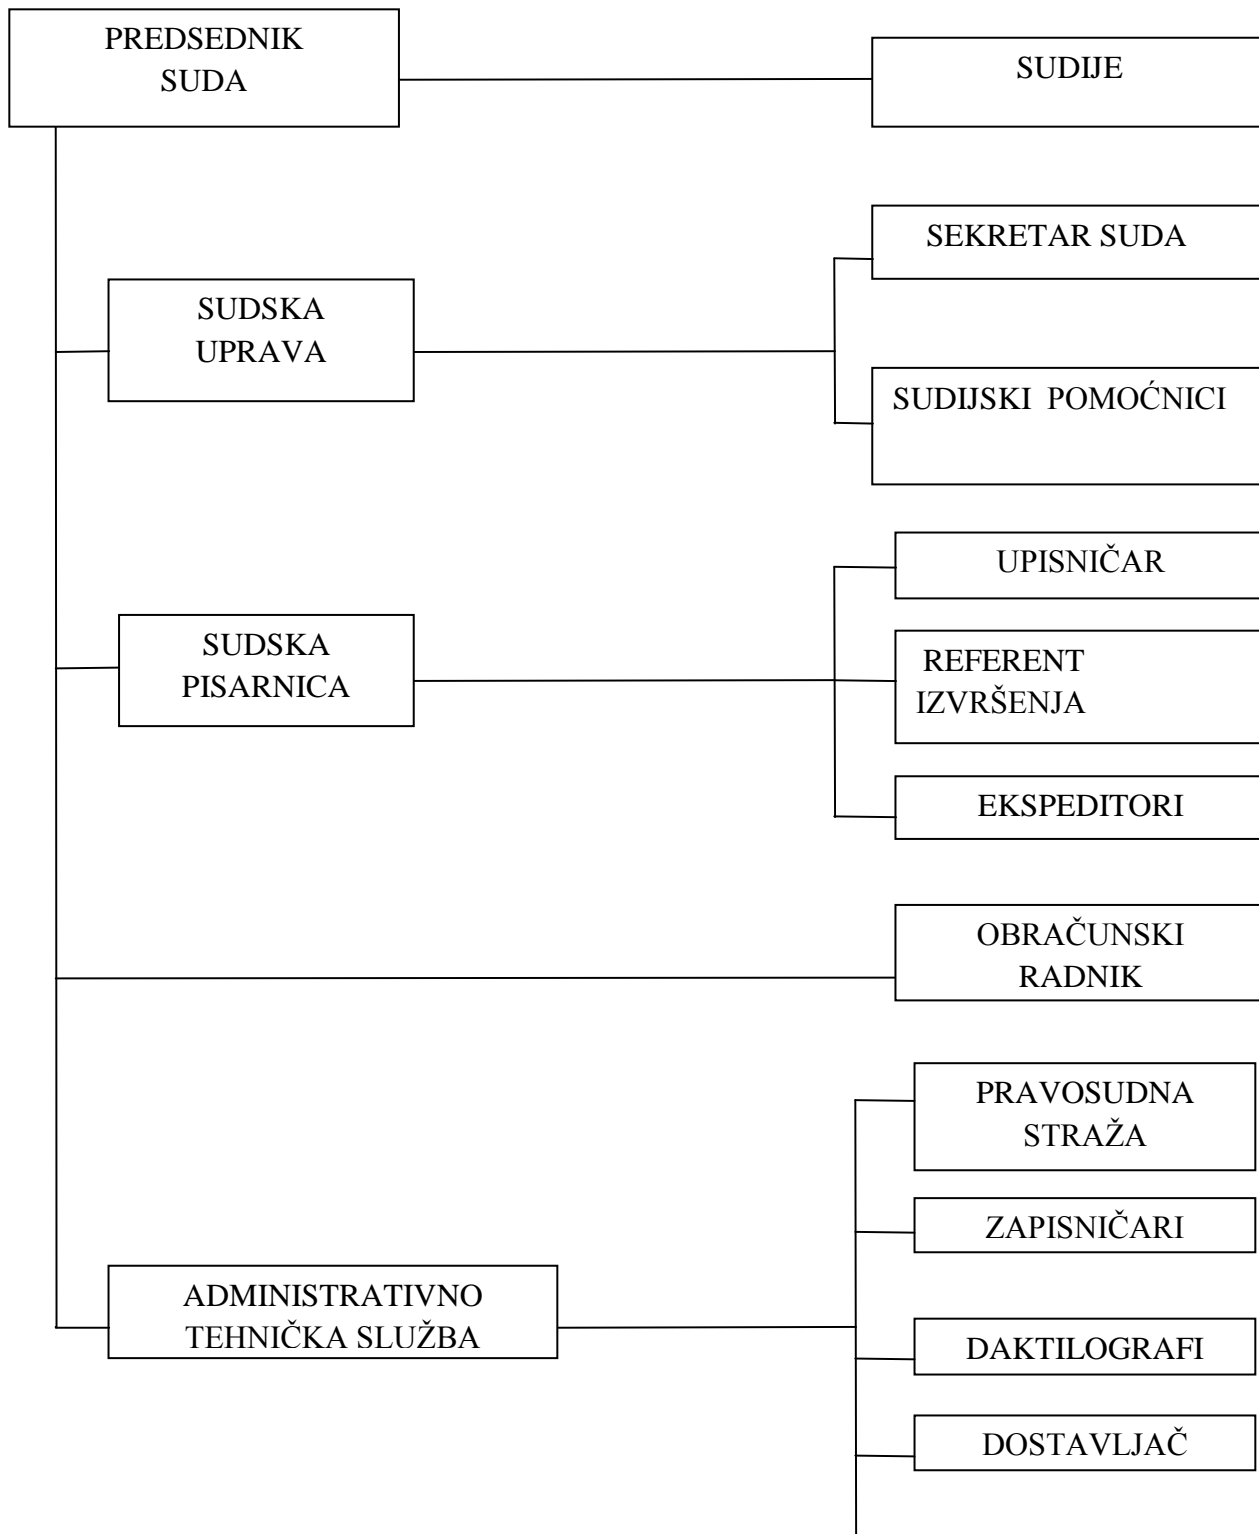 PREDSEDNIK
SUDA
SUDIJE
SEKRETAR SUDA
SUDSKA
UPRAVA
SUDIJSKI POMOĆNICI
UPISNIČAR
SUDSKA
PISARNICA
REFERENT
IZVRŠENJA
EKSPEDITORI
OBRAČUNSKI
RADNIK
PRAVOSUDNA
STRAŽA
ZAPISNIČARI
ADMINISTRATIVNO
TEHNIČKA SLUŽBA
DAKTILOGRAFI
DOSTAVLJAČ